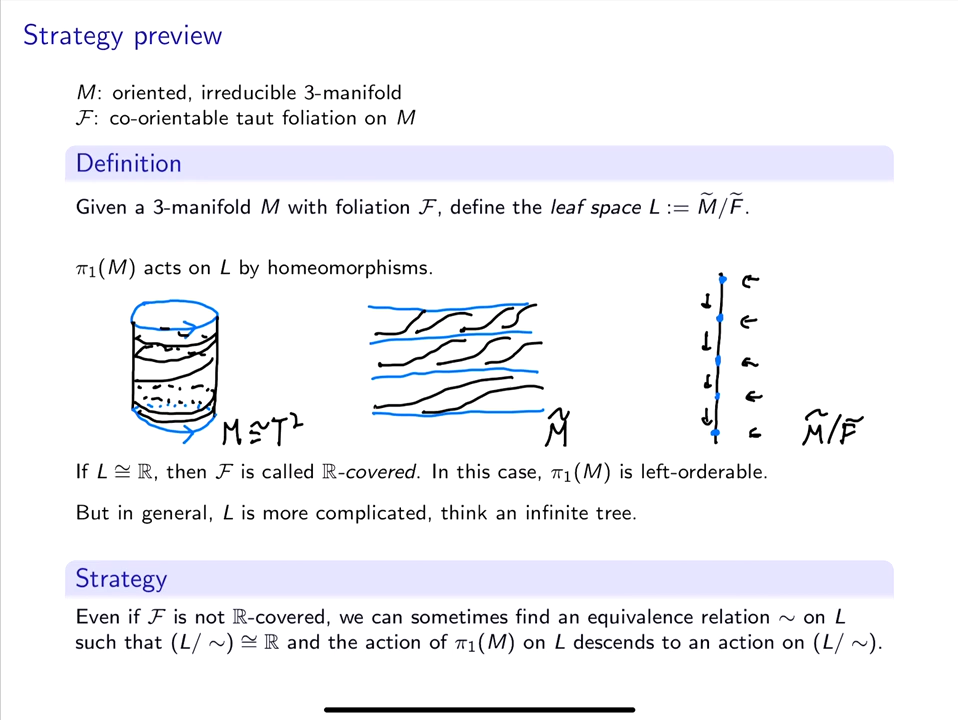 Strategy preview
M: oriented, irreducible 3-manifold
ℱ: co-orientable taut foliation on M
Definition
Given a 3-manifold M with foliation ℱ, define the leaf space L := M̃/F̃.
π₁(M) acts on L by homeomorphisms.
M ≅ T²
M̃
M̃/F̃
If L ≅ ℝ, then ℱ is called ℝ-covered. In this case, π₁(M) is left-orderable.
But in general, L is more complicated, think an infinite tree.
Strategy
Even if ℱ is not ℝ-covered, we can sometimes find an equivalence relation ∼ on L
such that (L/ ∼) ≅ ℝ and the action of π₁(M) on L descends to an action on (L/ ∼).